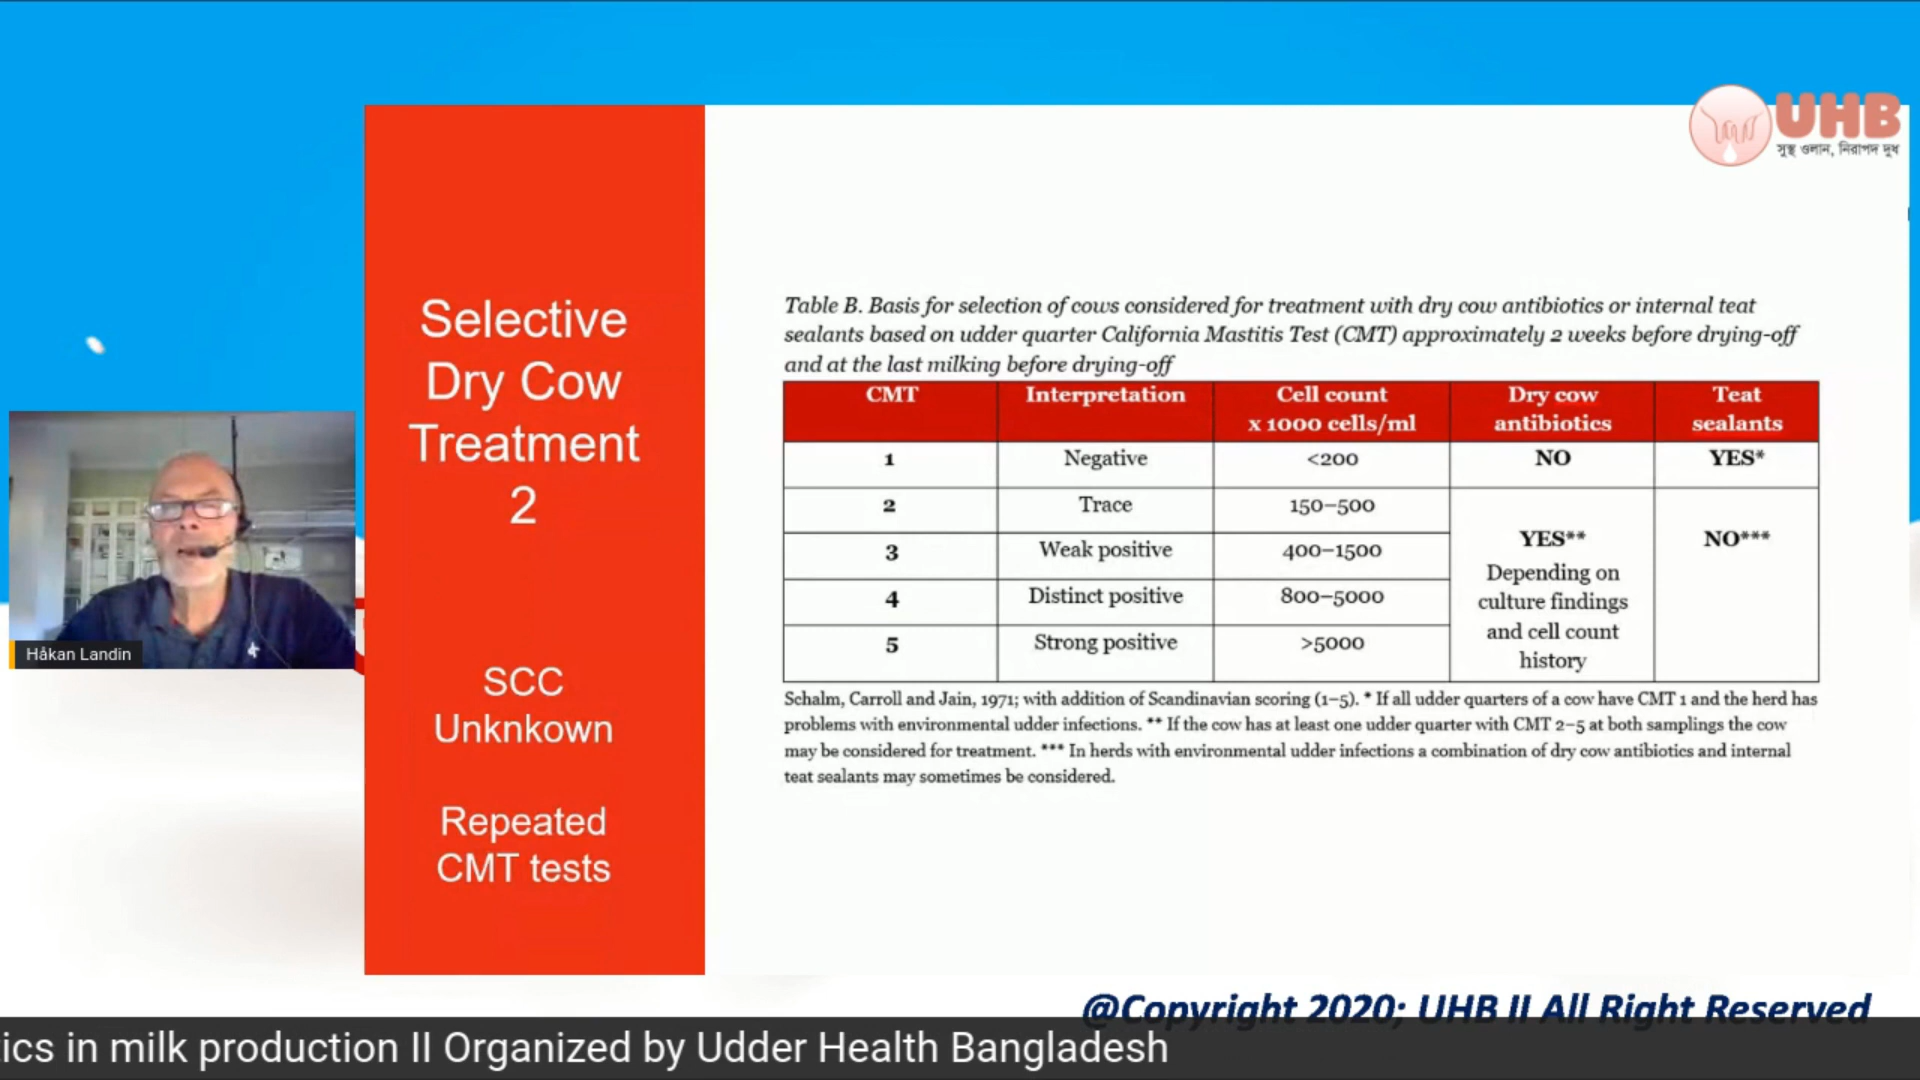 UHB
সুস্থ ওলান, নিরাপদ দুধ
Selective
Dry Cow
Treatment
2
SCC
Unknkown
Repeated
CMT tests
Table B. Basis for selection of cows considered for treatment with dry cow antibiotics or internal teat
sealants based on udder quarter California Mastitis Test (CMT) approximately 2 weeks before drying-off
and at the last milking before drying-off
CMT Interpretation Cell count x 1000 cells/ml Dry cow antibiotics Teat sealants
1 Negative <200 NO YES*
2 Trace 150–500
3 Weak positive 400–1500
4 Distinct positive 800–5000
5 Strong positive >5000
YES**
Depending on
culture findings
and cell count
history
NO***
Schalm, Carroll and Jain, 1971; with addition of Scandinavian scoring (1–5). * If all udder quarters of a cow have CMT 1 and the herd has
problems with environmental udder infections. ** If the cow has at least one udder quarter with CMT 2–5 at both samplings the cow
may be considered for treatment. *** In herds with environmental udder infections a combination of dry cow antibiotics and internal
teat sealants may sometimes be considered.
Håkan Landin
@Copyright 2020; UHB II All Right Reserved
ics in milk production II Organized by Udder Health Bangladesh